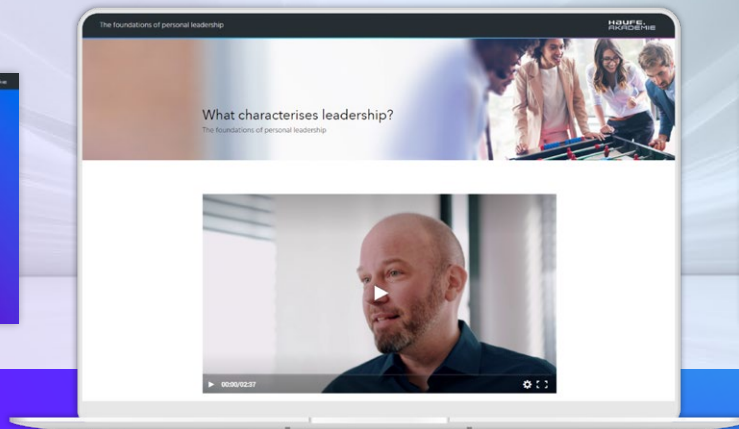 The foundations of personal leadership
HAUFE.
AKADEMIE
What characterises leadership?
The foundations of personal leadership
00:00/02:37